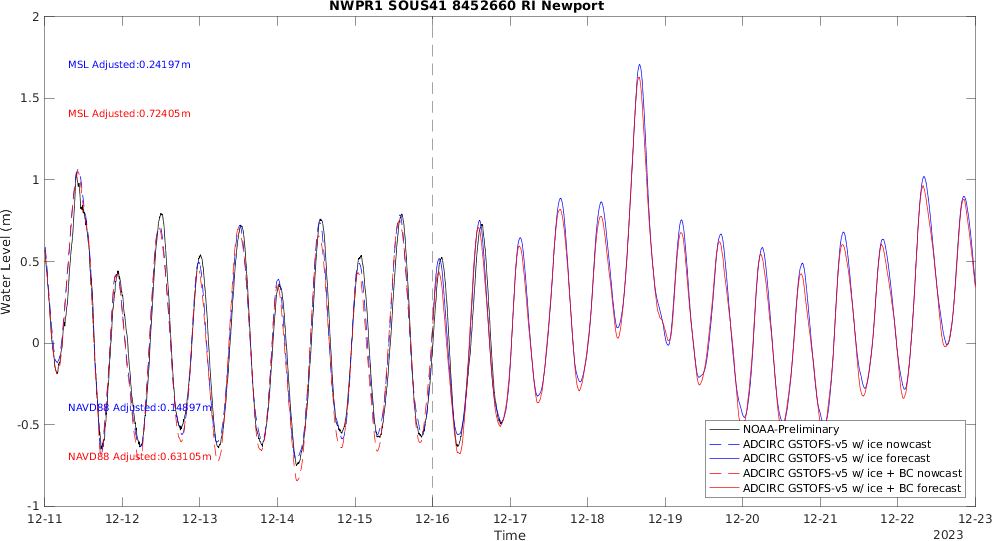 NWPR1 SOUS41 8452660 RI Newport
2
1.5
1
0.5
0
-0.5
-1
Water Level (m)
MSL Adjusted:0.24197m
MSL Adjusted:0.72405m
NAVD88 Adjusted:0.14897m
NAVD88 Adjusted:0.63105m
NOAA-Preliminary
ADCIRC GSTOFS-v5 w/ ice nowcast
ADCIRC GSTOFS-v5 w/ ice forecast
ADCIRC GSTOFS-v5 w/ ice + BC nowcast
ADCIRC GSTOFS-v5 w/ ice + BC forecast
12-11 12-12 12-13 12-14 12-15 12-16 12-17 12-18 12-19 12-20 12-21 12-22 12-23
Time
2023